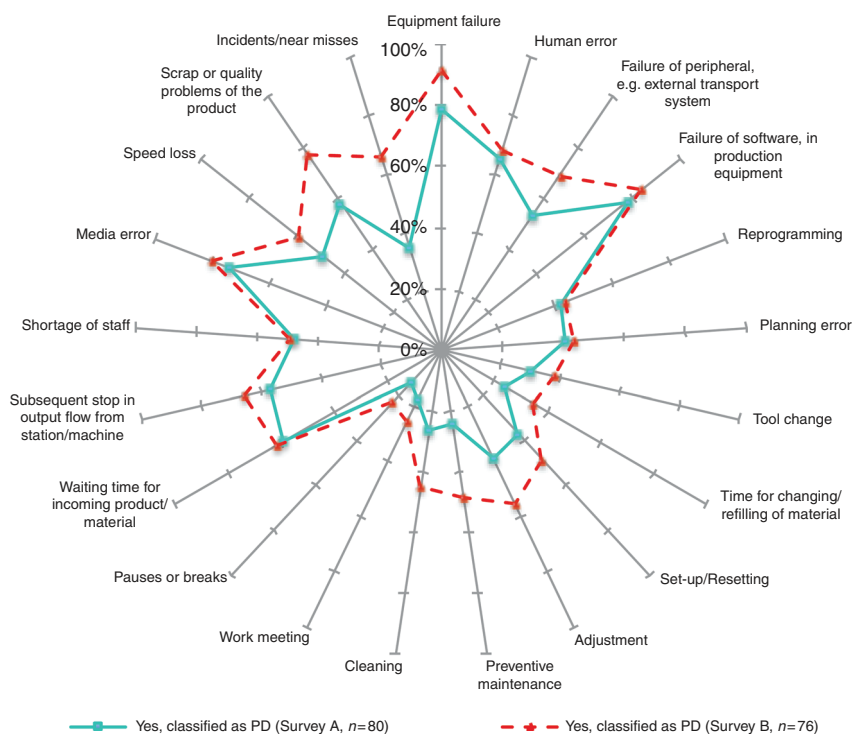 Equipment failure
100%
80%
60%
40%
20%
0%
Human error
Failure of peripheral,
e.g. external transport
system
Failure of software, in
production
equipment
Reprogramming
Planning error
Tool change
Time for changing/
refilling of material
Set-up/Resetting
Adjustment
Preventive
maintenance
Cleaning
Work meeting
Pauses or breaks
Waiting time for
incoming product/
material
Subsequent stop in
output flow from
station/machine
Shortage of staff
Media error
Speed loss
Scrap or quality
problems of the
product
Incidents/near misses
Yes, classified as PD (Survey A, n=80)
Yes, classified as PD (Survey B, n=76)